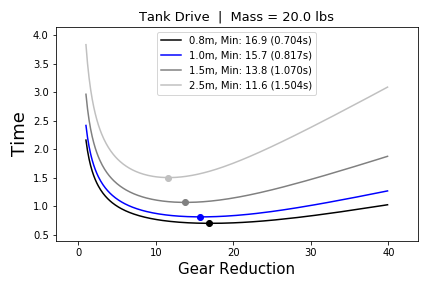 Tank Drive | Mass = 20.0 lbs
4.0
3.5
3.0
2.5
2.0
1.5
1.0
0.5
Time
0.8m, Min: 16.9 (0.704s)
1.0m, Min: 15.7 (0.817s)
1.5m, Min: 13.8 (1.070s)
2.5m, Min: 11.6 (1.504s)
0 10 20 30 40
Gear Reduction